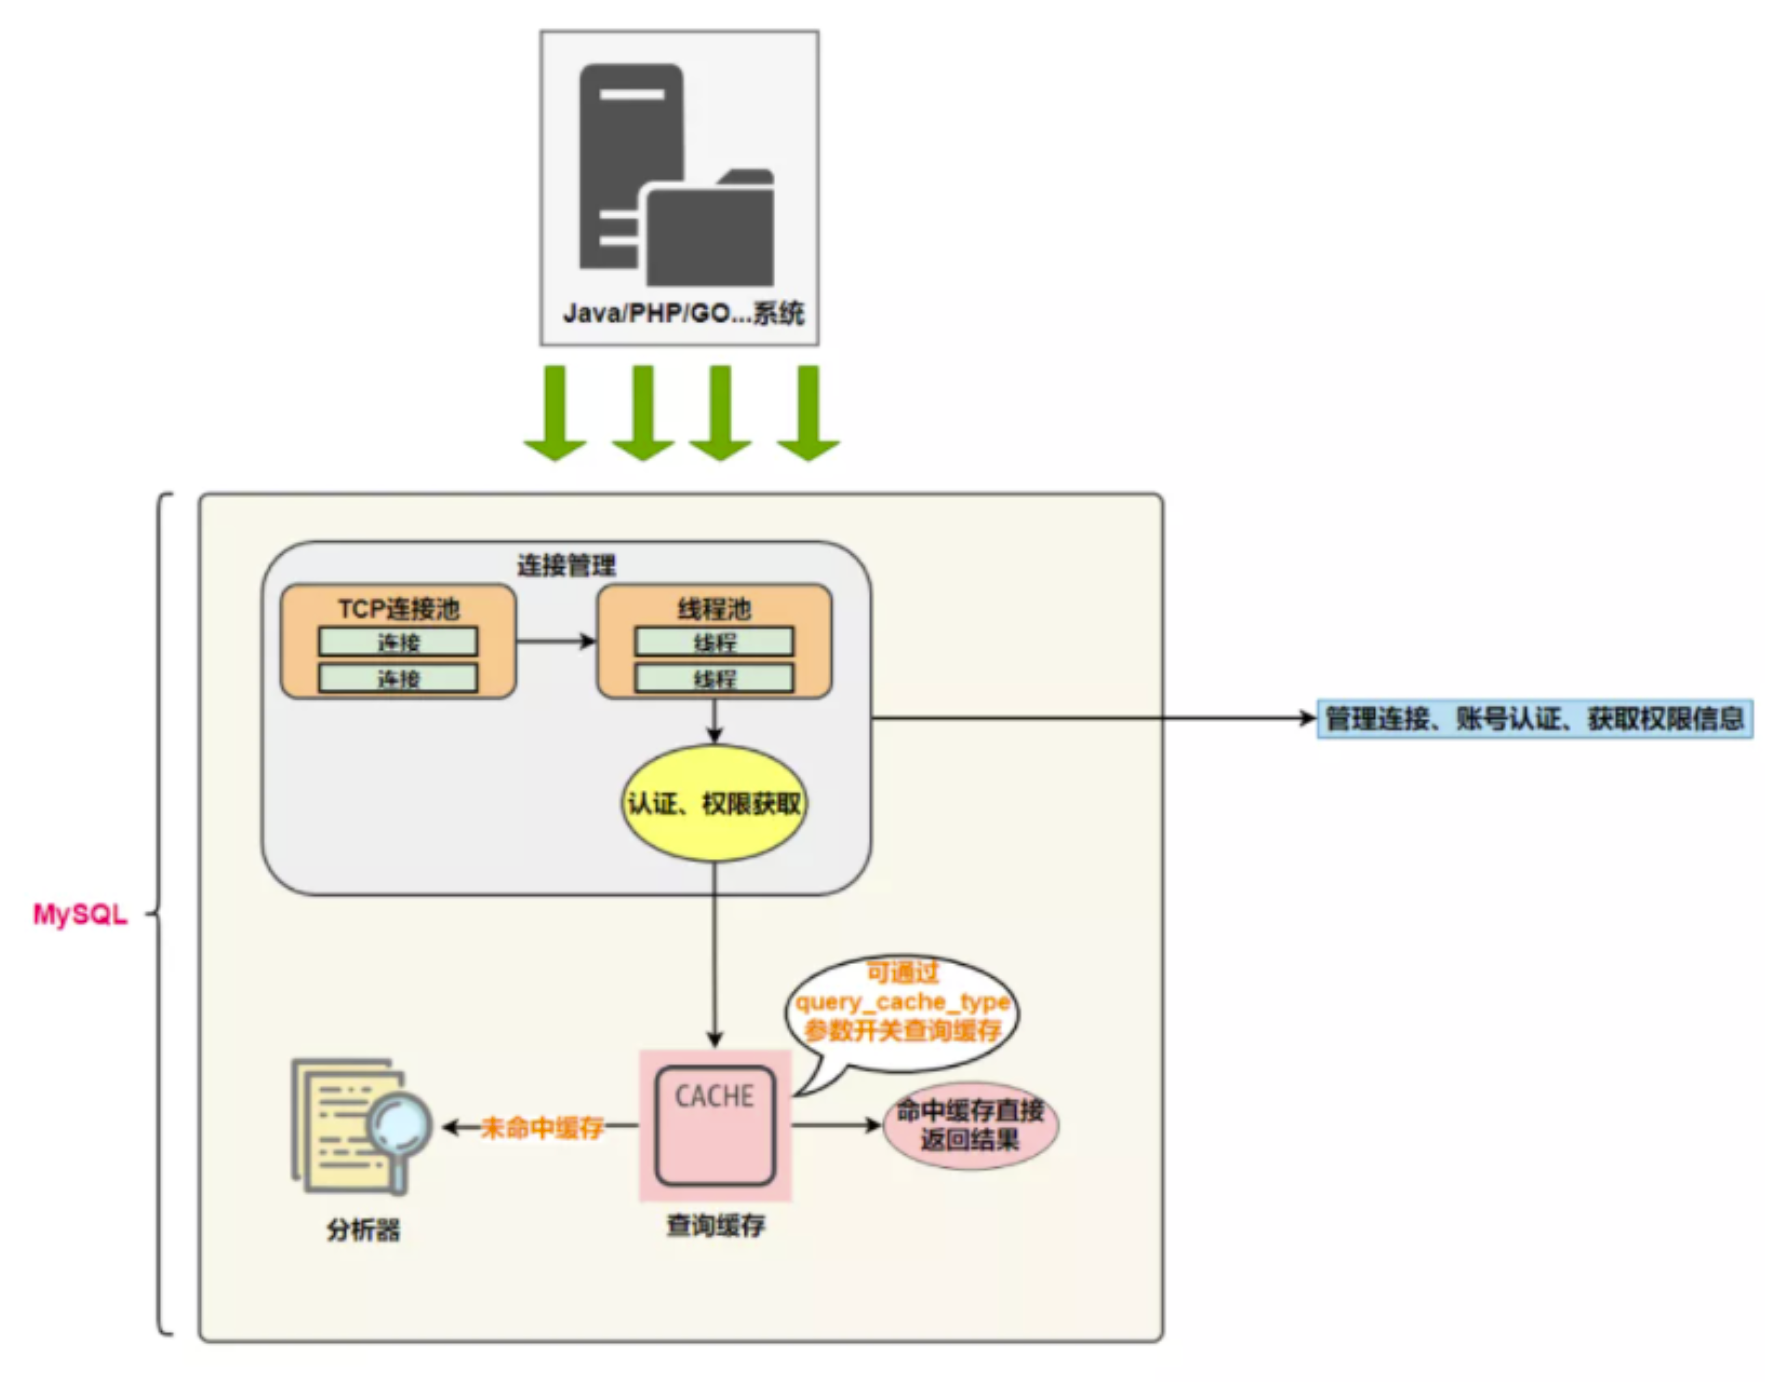 Java/PHP/GO...系统
连接管理
TCP连接池
连接
连接
线程池
线程
线程
认证、权限获取
管理连接、账号认证、获取权限信息
MySQL
可通过
query_cache_type
参数开关查询缓存
CACHE
命中缓存直接
返回结果
未命中缓存
分析器
查询缓存